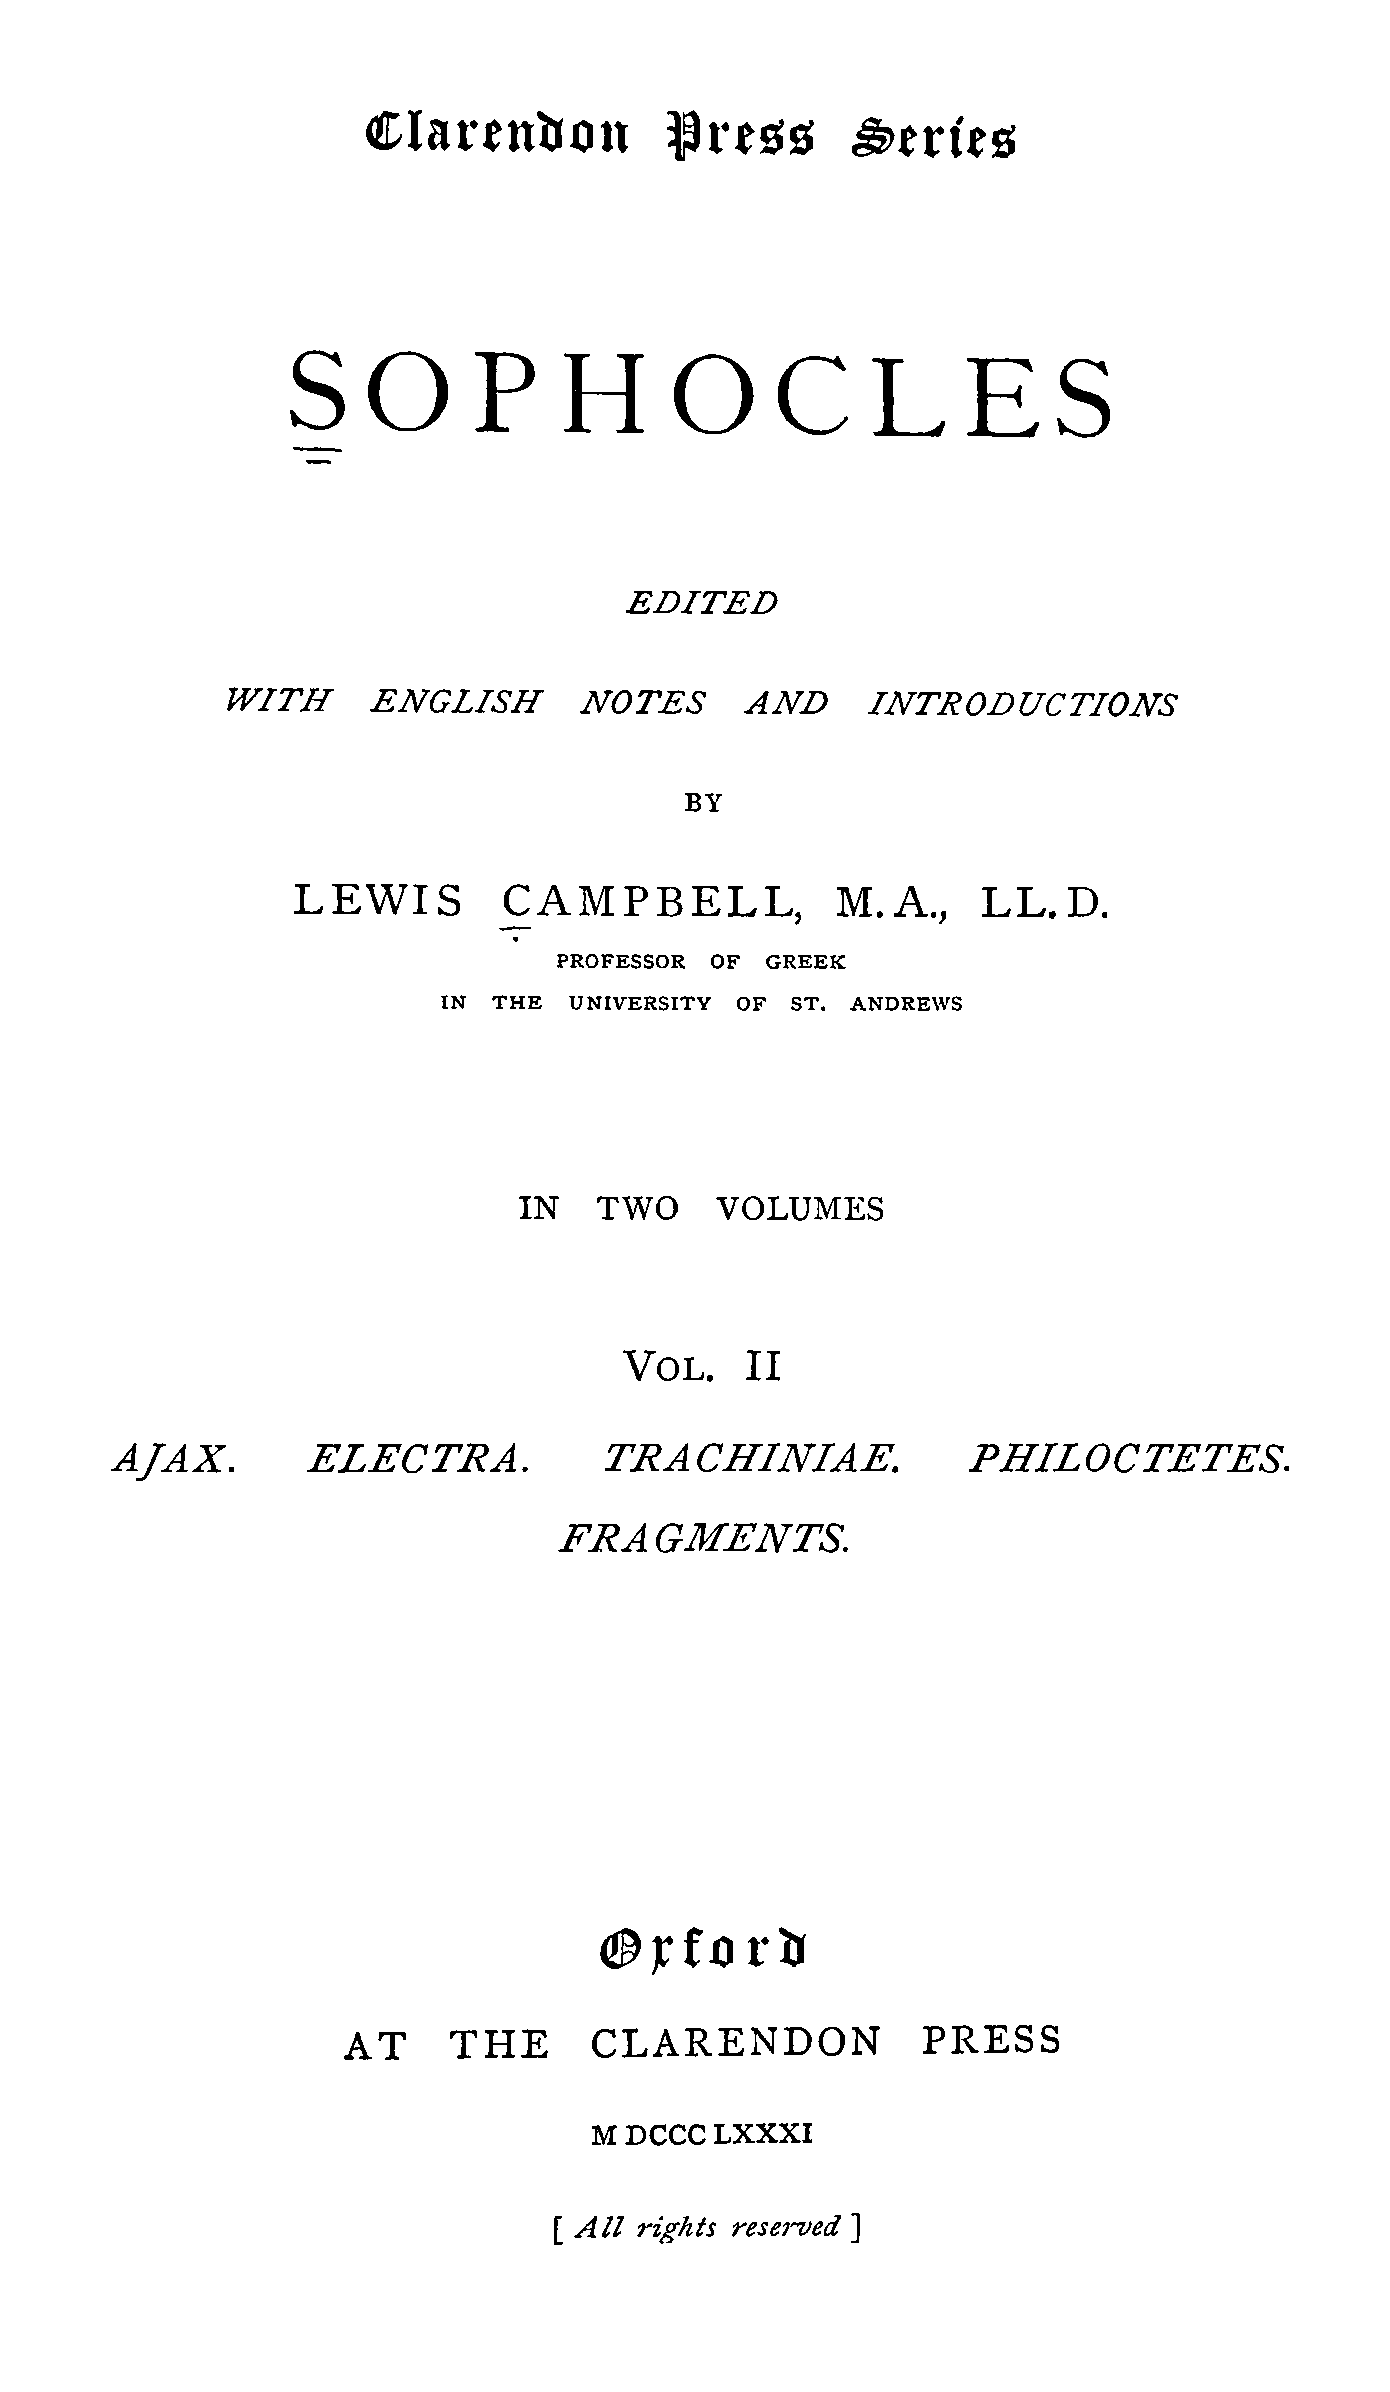 Clarendon Press Series
SOPHOCLES
EDITED
WITH ENGLISH NOTES AND INTRODUCTIONS
BY
LEWIS CAMPBELL, M.A., LL.D.
PROFESSOR OF GREEK
IN THE UNIVERSITY OF ST. ANDREWS
IN TWO VOLUMES
VOL. II
AJAX. ELECTRA. TRACHINIAE. PHILOCTETES.
FRAGMENTS.
Oxford
AT THE CLARENDON PRESS
M DCCC LXXXI
[ All rights reserved ]